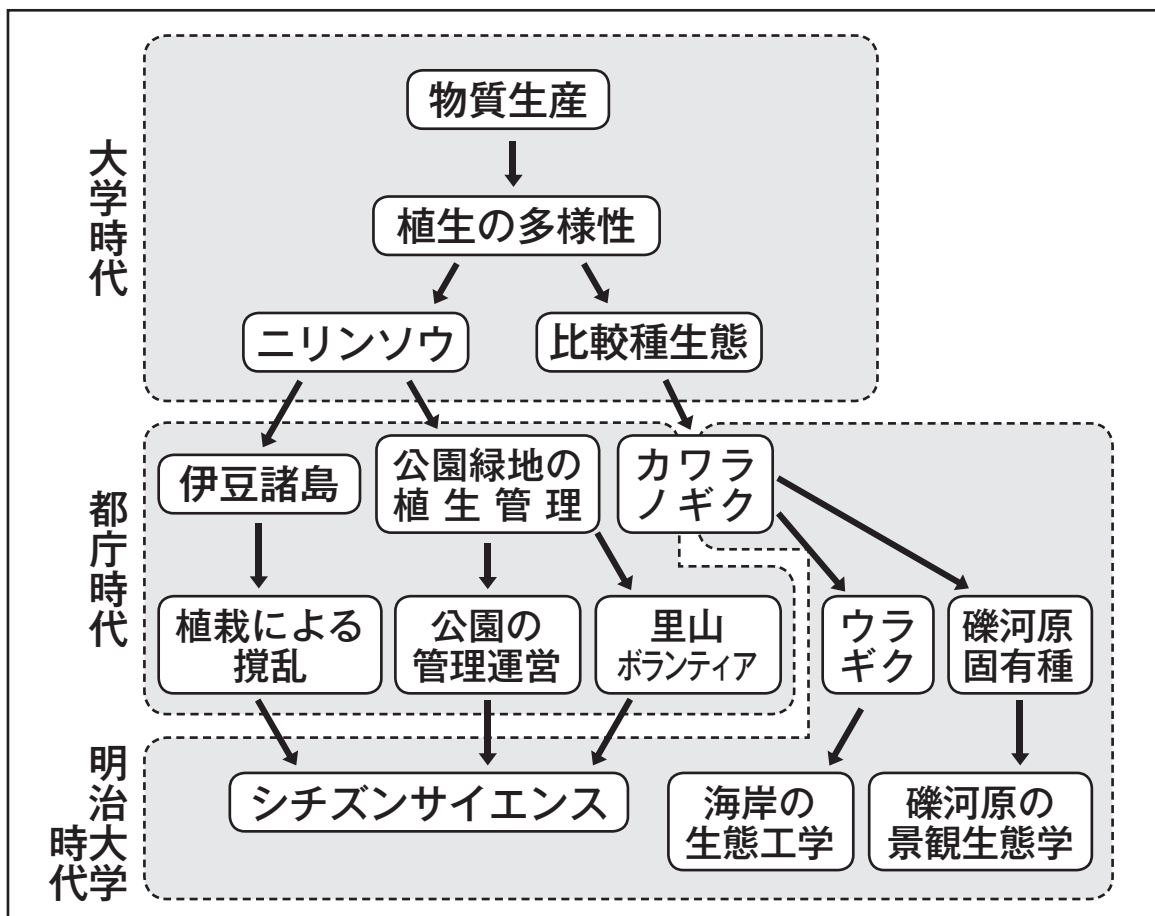 大学時代
物質生産
植生の多様性
ニリンソウ
比較種生態
都庁時代
伊豆諸島
公園緑地の
植生管理
カワラ
ノギク
植栽による
撹乱
公園の
管理運営
里山
ボランティア
ウラ
ギク
礫河原
固有種
明治大学
時代
シチズンサイエンス
海岸の
生態工学
礫河原の
景観生態学